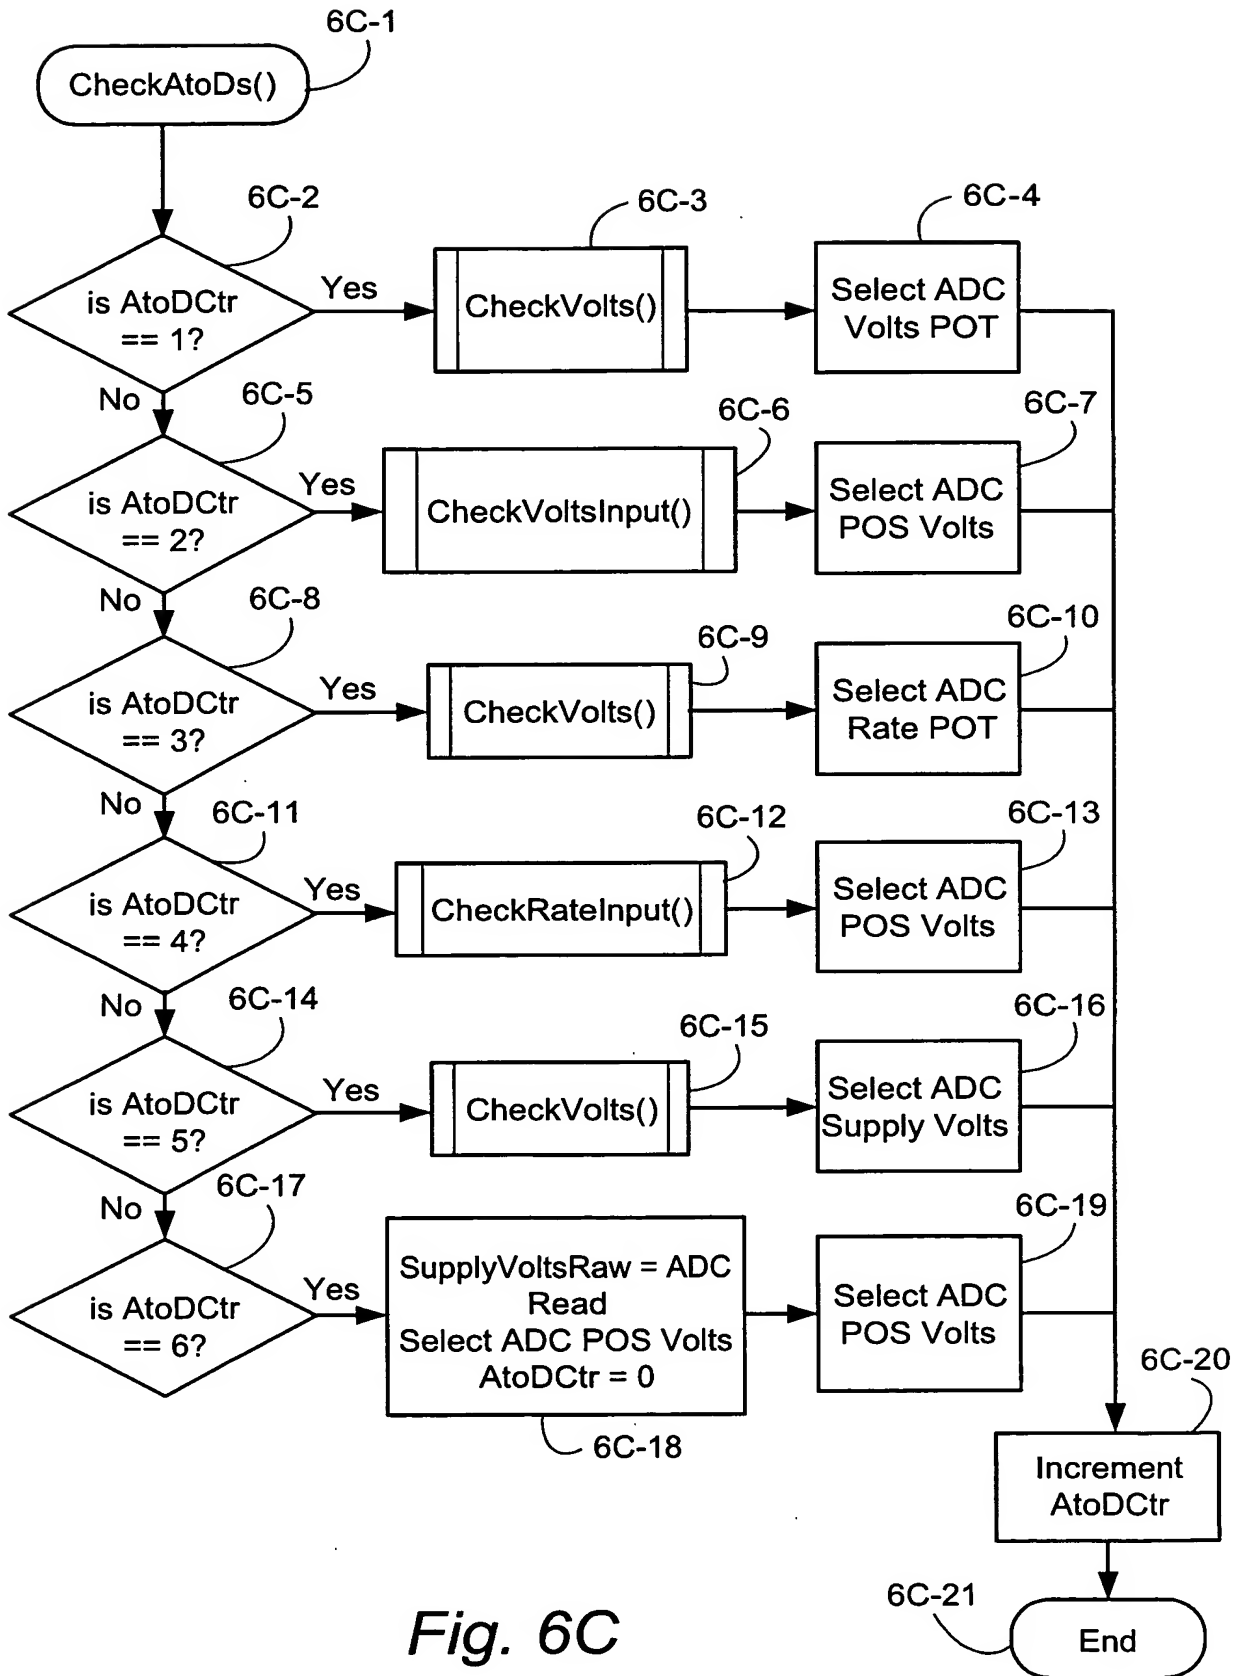 6C-1
CheckAtoDs()
6C-2
6C-3
6C-4
is AtoDCtr
== 1?
Yes
CheckVolts()
Select ADC
Volts POT
No
6C-5
6C-6
6C-7
is AtoDCtr
== 2?
Yes
CheckVoltsInput()
Select ADC
POS Volts
No
6C-8
6C-9
6C-10
is AtoDCtr
== 3?
Yes
CheckVolts()
Select ADC
Rate POT
No
6C-11
6C-12
6C-13
is AtoDCtr
== 4?
Yes
CheckRateInput()
Select ADC
POS Volts
No
6C-14
6C-15
6C-16
is AtoDCtr
== 5?
Yes
CheckVolts()
Select ADC
Supply Volts
No
6C-17
6C-19
is AtoDCtr
== 6?
Yes
SupplyVoltsRaw = ADC
Read
Select ADC POS Volts
AtoDCtr = 0
Select ADC
POS Volts
6C-18
6C-20
Increment
AtoDCtr
6C-21
End
Fig. 6C